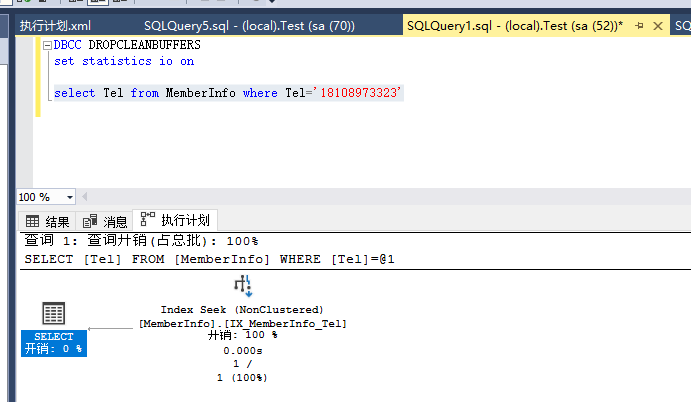 执行计划.xml SQLQuery5.sql - (local).Test (sa (70)) SQLQuery1.sql - (local).Test (sa (52))* SQ
DBCC DROPCLEANBUFFERS
set statistics io on
select Tel from MemberInfo where Tel='18108973323'
100 %
结果 消息 执行计划
查询 1: 查询开销(占总批): 100%
SELECT [Tel] FROM [MemberInfo] WHERE [Tel]=@1
Index Seek (NonClustered)
[MemberInfo].[IX_MemberInfo_Tel]
SELECT
开销: 0 %
开销: 100 %
0.000s
1 /
1 (100%)